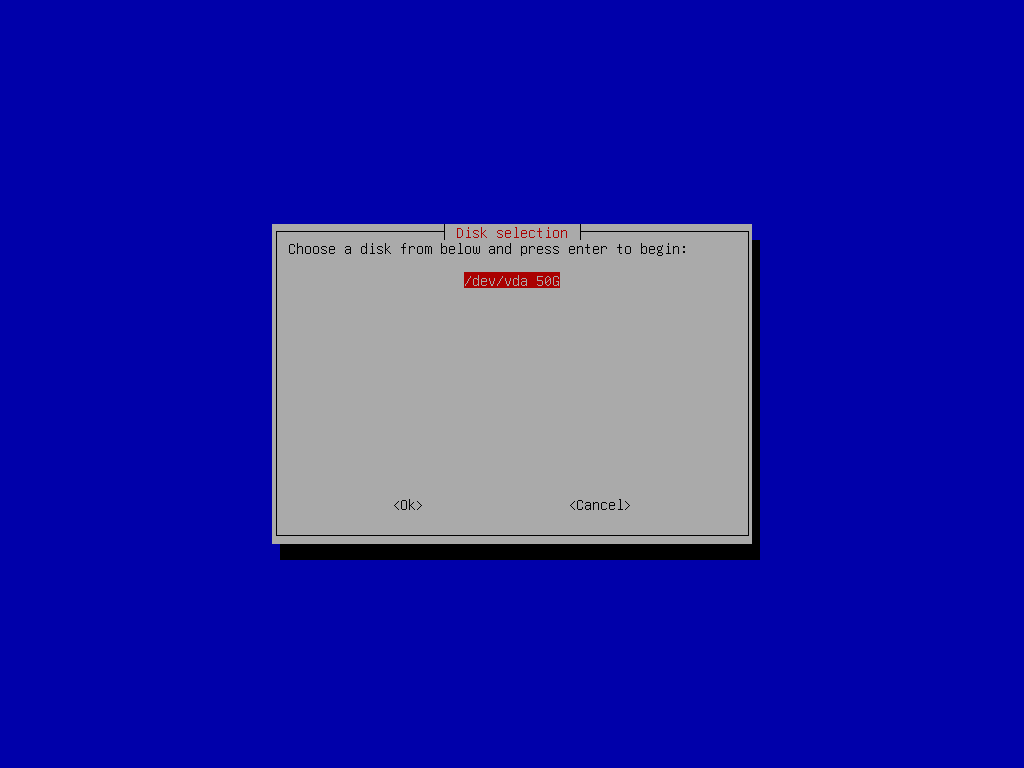 Disk selection
Choose a disk from below and press enter to begin:
/dev/vda 50G
<Ok> <Cancel>